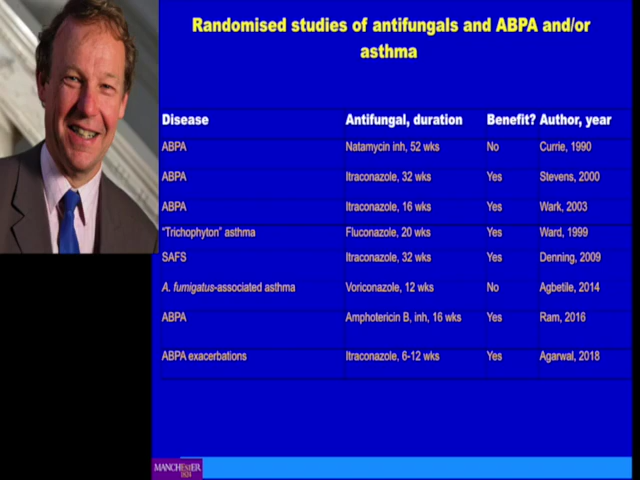 Randomised studies of antifungals and ABPA and/or
asthma
Disease Antifungal, duration Benefit? Author, year
ABPA Natamycin inh, 52 wks No Currie, 1990
ABPA Itraconazole, 32 wks Yes Stevens, 2000
ABPA Itraconazole, 16 wks Yes Wark, 2003
“Trichophyton” asthma Fluconazole, 20 wks Yes Ward, 1999
SAFS Itraconazole, 32 wks Yes Denning, 2009
A. fumigatus-associated asthma Voriconazole, 12 wks No Agbetile, 2014
ABPA Amphotericin B, inh, 16 wks Yes Ram, 2016
ABPA exacerbations Itraconazole, 6-12 wks Yes Agarwal, 2018
MANCHESTER
1824